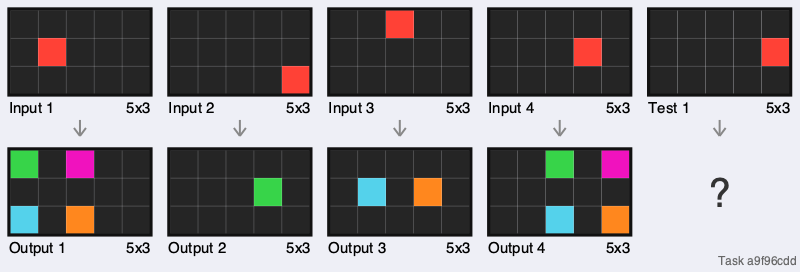 Input 1 5x3 Input 2 5x3 Input 3 5x3 Input 4 5x3 Test 1 5x3
?
Output 1 5x3 Output 2 5x3 Output 3 5x3 Output 4 5x3
Task a9f96cdd